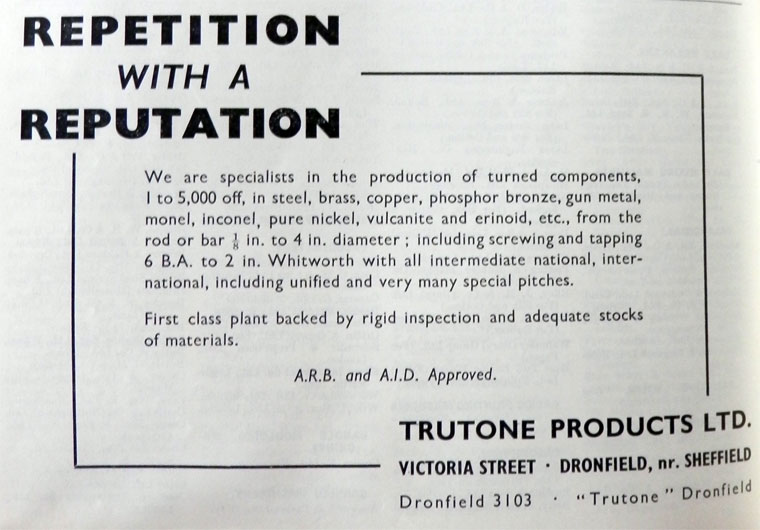 REPETITION
WITH A
REPUTATION
We are specialists in the production of turned components,
1 to 5,000 off, in steel, brass, copper, phosphor bronze, gun metal,
monel, inconel, pure nickel, vulcanite and erinoid, etc., from the
rod or bar ⅛ in. to 4 in. diameter ; including screwing and tapping
6 B.A. to 2 in. Whitworth with all intermediate national, inter-
national, including unified and very many special pitches.
First class plant backed by rigid inspection and adequate stocks
of materials.
A.R.B. and A.I.D. Approved.
TRUTONE PRODUCTS LTD.
VICTORIA STREET · DRONFIELD, nr. SHEFFIELD
Dronfield 3103 · "Trutone" Dronfield